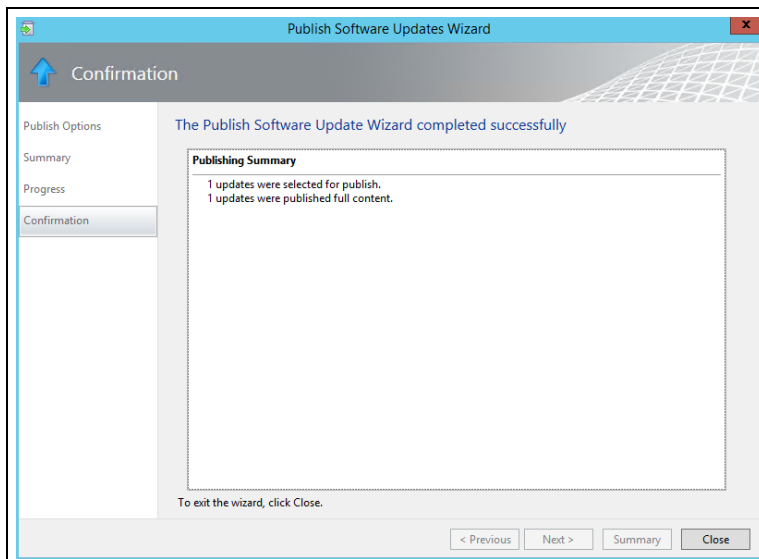 Publish Software Updates Wizard
x
Confirmation
Publish Options
Summary
Progress
Confirmation
The Publish Software Update Wizard completed successfully
Publishing Summary
1 updates were selected for publish.
1 updates were published full content.
To exit the wizard, click Close.
< Previous
Next >
Summary
Close